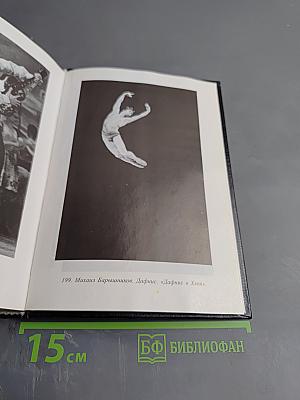 199. Михаил Барышников. Дафнис. «Дафнис и Хлоя».
15 см
БФ БИБЛИОФАН